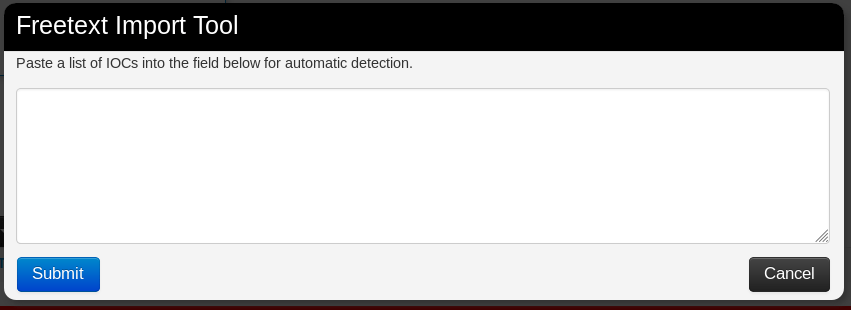 Freetext Import Tool
Paste a list of IOCs into the field below for automatic detection.
Submit
Cancel